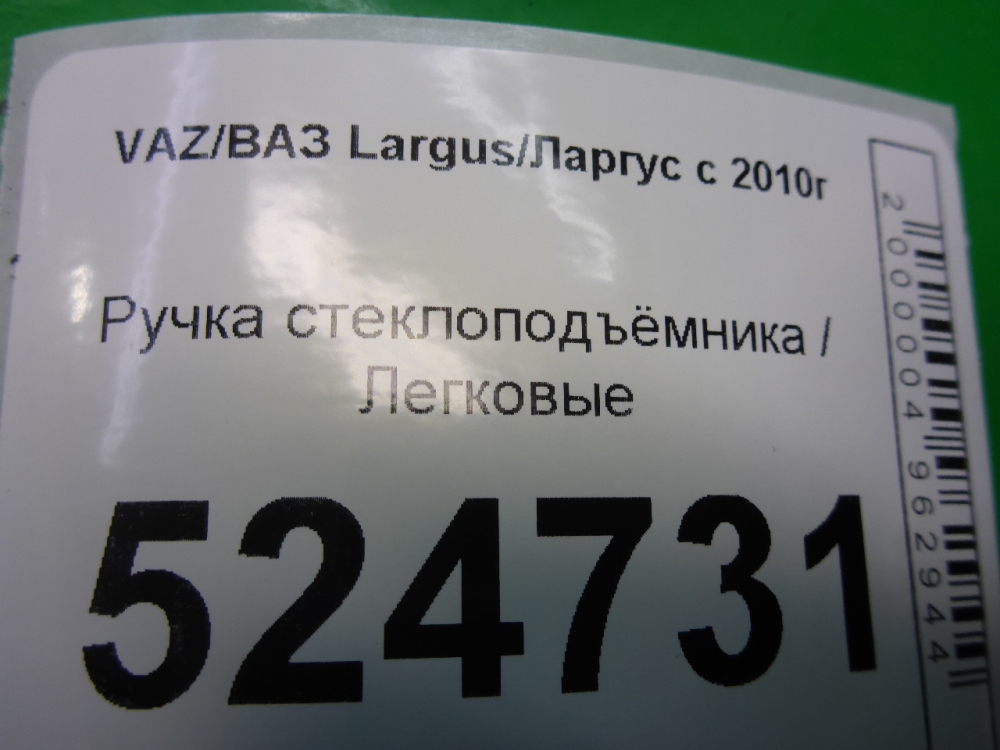 VAZ/ВАЗ Largus/Ларгус с 2010г
Ручка стеклоподъёмника /
Легковые
524731
2000004962944